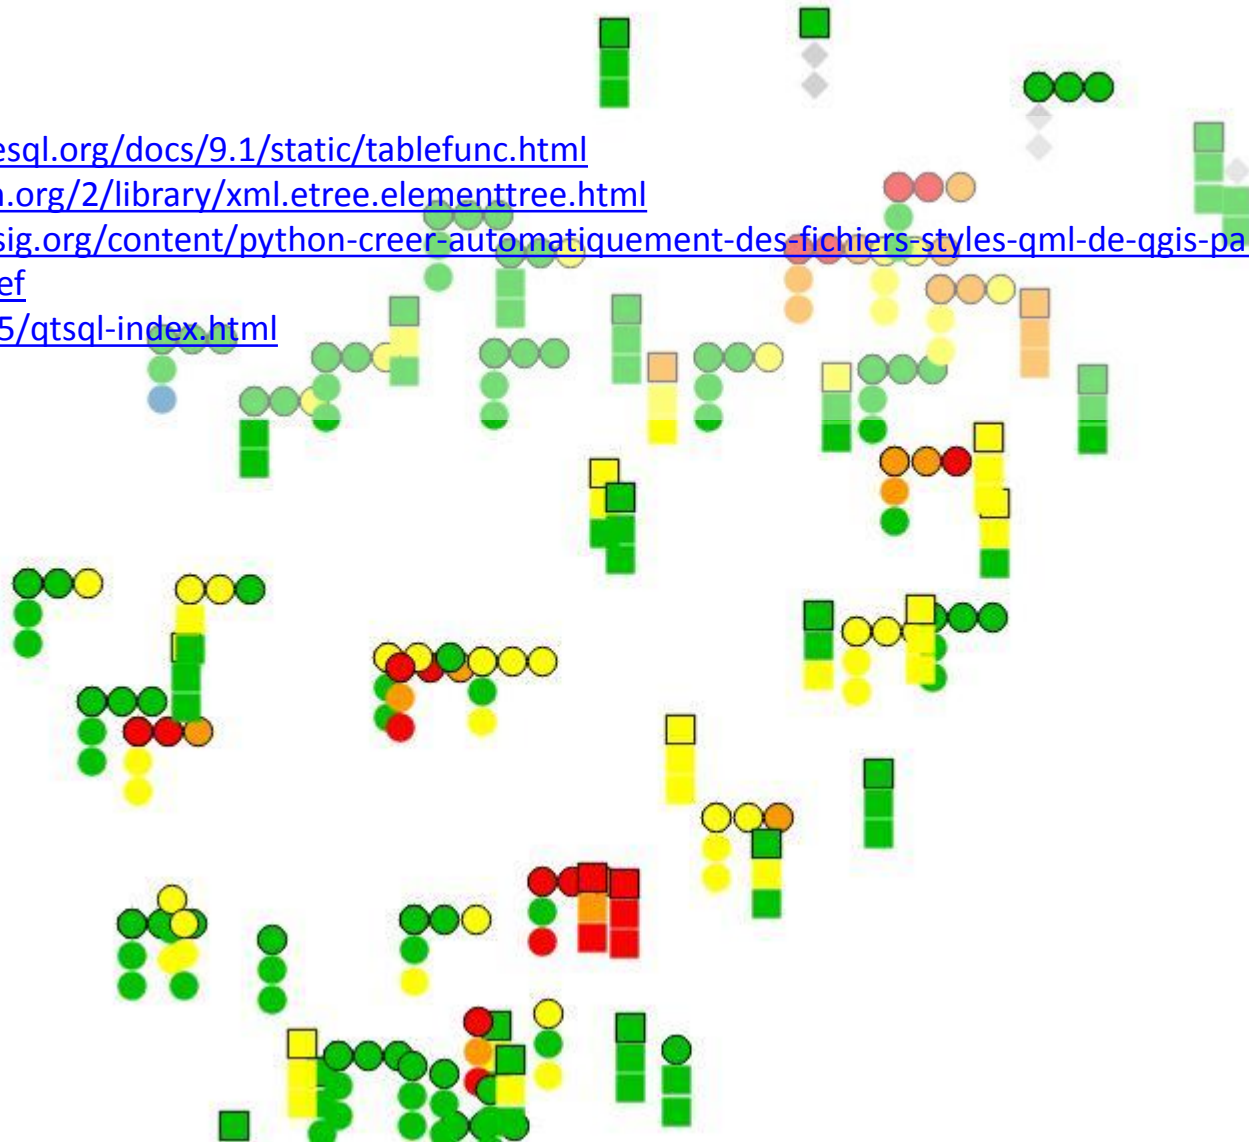 esql.org/docs/9.1/static/tablefunc.html
n.org/2/library/xml.etree.elementtree.html
sig.org/content/python-creer-automatiquement-des-fichiers-styles-qml-de-qgis-pa
ef
5/qtsql-index.html